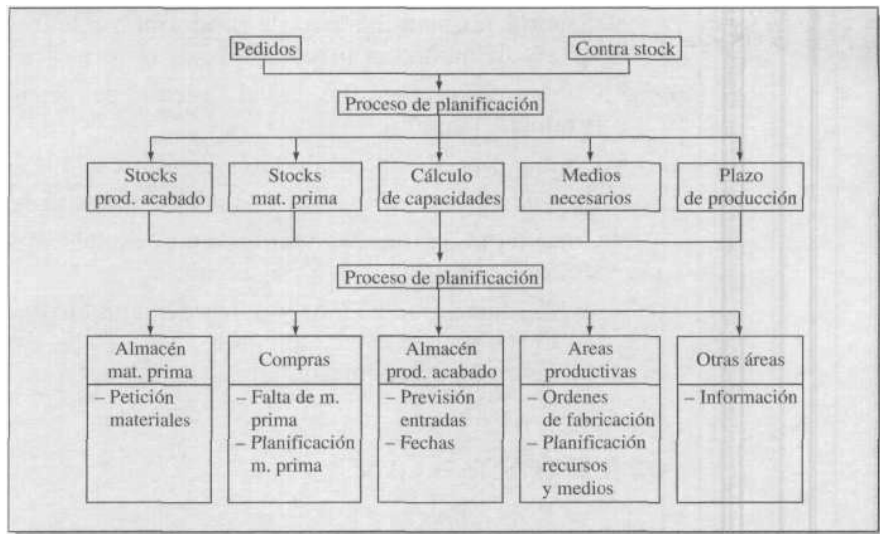 Pedidos
Contra stock
Proceso de planificación
Stocks
prod. acabado
Stocks
mat. prima
Cálculo
de capacidades
Medios
necesarios
Plazo
de producción
Proceso de planificación
Almacén
mat. prima
– Petición
materiales
Compras
– Falta de m.
prima
– Planificación
m. prima
Almacén
prod. acabado
– Previsión
entradas
– Fechas
Areas
productivas
– Ordenes
de fabricación
– Planificación
recursos
y medios
Otras áreas
– Información